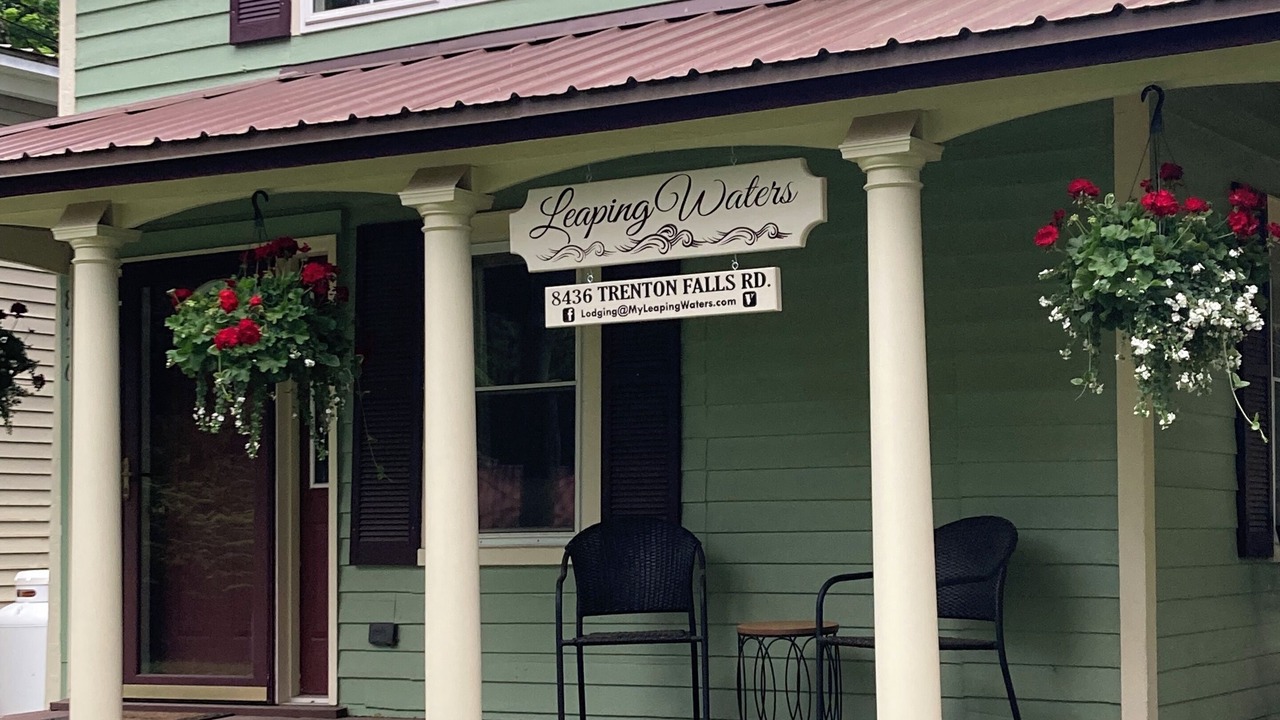 Leaping Waters
8436 TRENTON FALLS RD.
Lodging@MyLeapingWaters.com